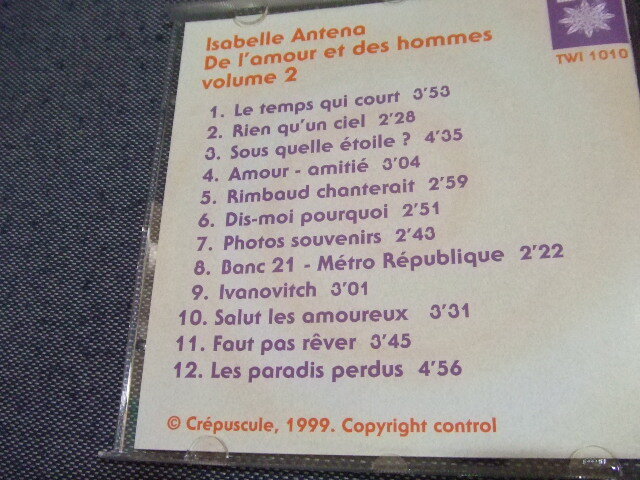 Isabelle Antena
De l'amour et des hommes
volume 2
TWI 1010
1. Le temps qui court 3'53
2. Rien qu'un ciel 2'28
3. Sous quelle étoile ? 4'35
4. Amour - amitié 3'04
5. Rimbaud chanterait 2'59
6. Dis-moi pourquoi 2'51
7. Photos souvenirs 2'43
8. Banc 21 - Métro République 2'22
9. Ivanovitch 3'01
10. Salut les amoureux 3'31
11. Faut pas rêver 3'45
12. Les paradis perdus 4'56
© Crépuscule, 1999. Copyright control